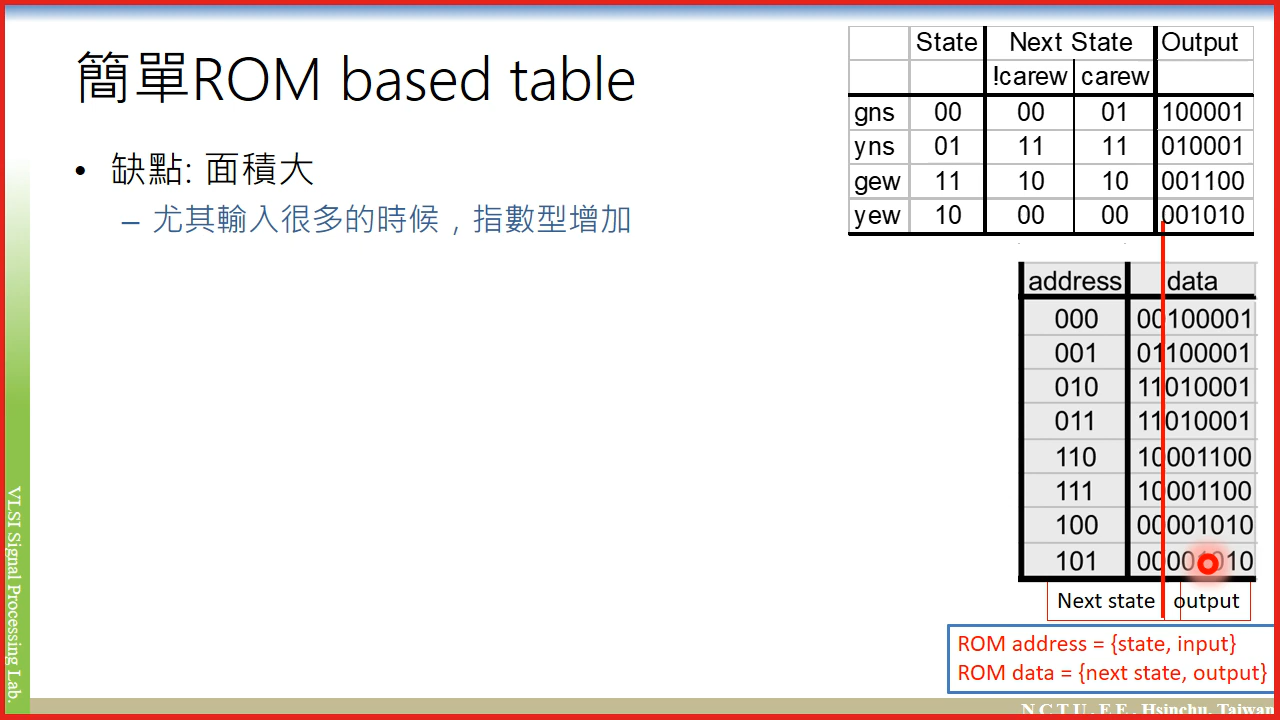 簡單ROM based table
• 缺點: 面積大
– 尤其輸入很多的時候，指數型增加
State Next State Output
!carew carew
gns 00 00 01 100001
yns 01 11 11 010001
gew 11 10 10 001100
yew 10 00 00 001010
address data
000 00100001
001 01100001
010 11010001
011 11010001
110 10001100
111 10001100
100 00001010
101 00001010
Next state output
ROM address = {state, input}
ROM data = {next state, output}
VLSI Signal Processing Lab.
N C T U . E E , Hsinchu, Taiwan